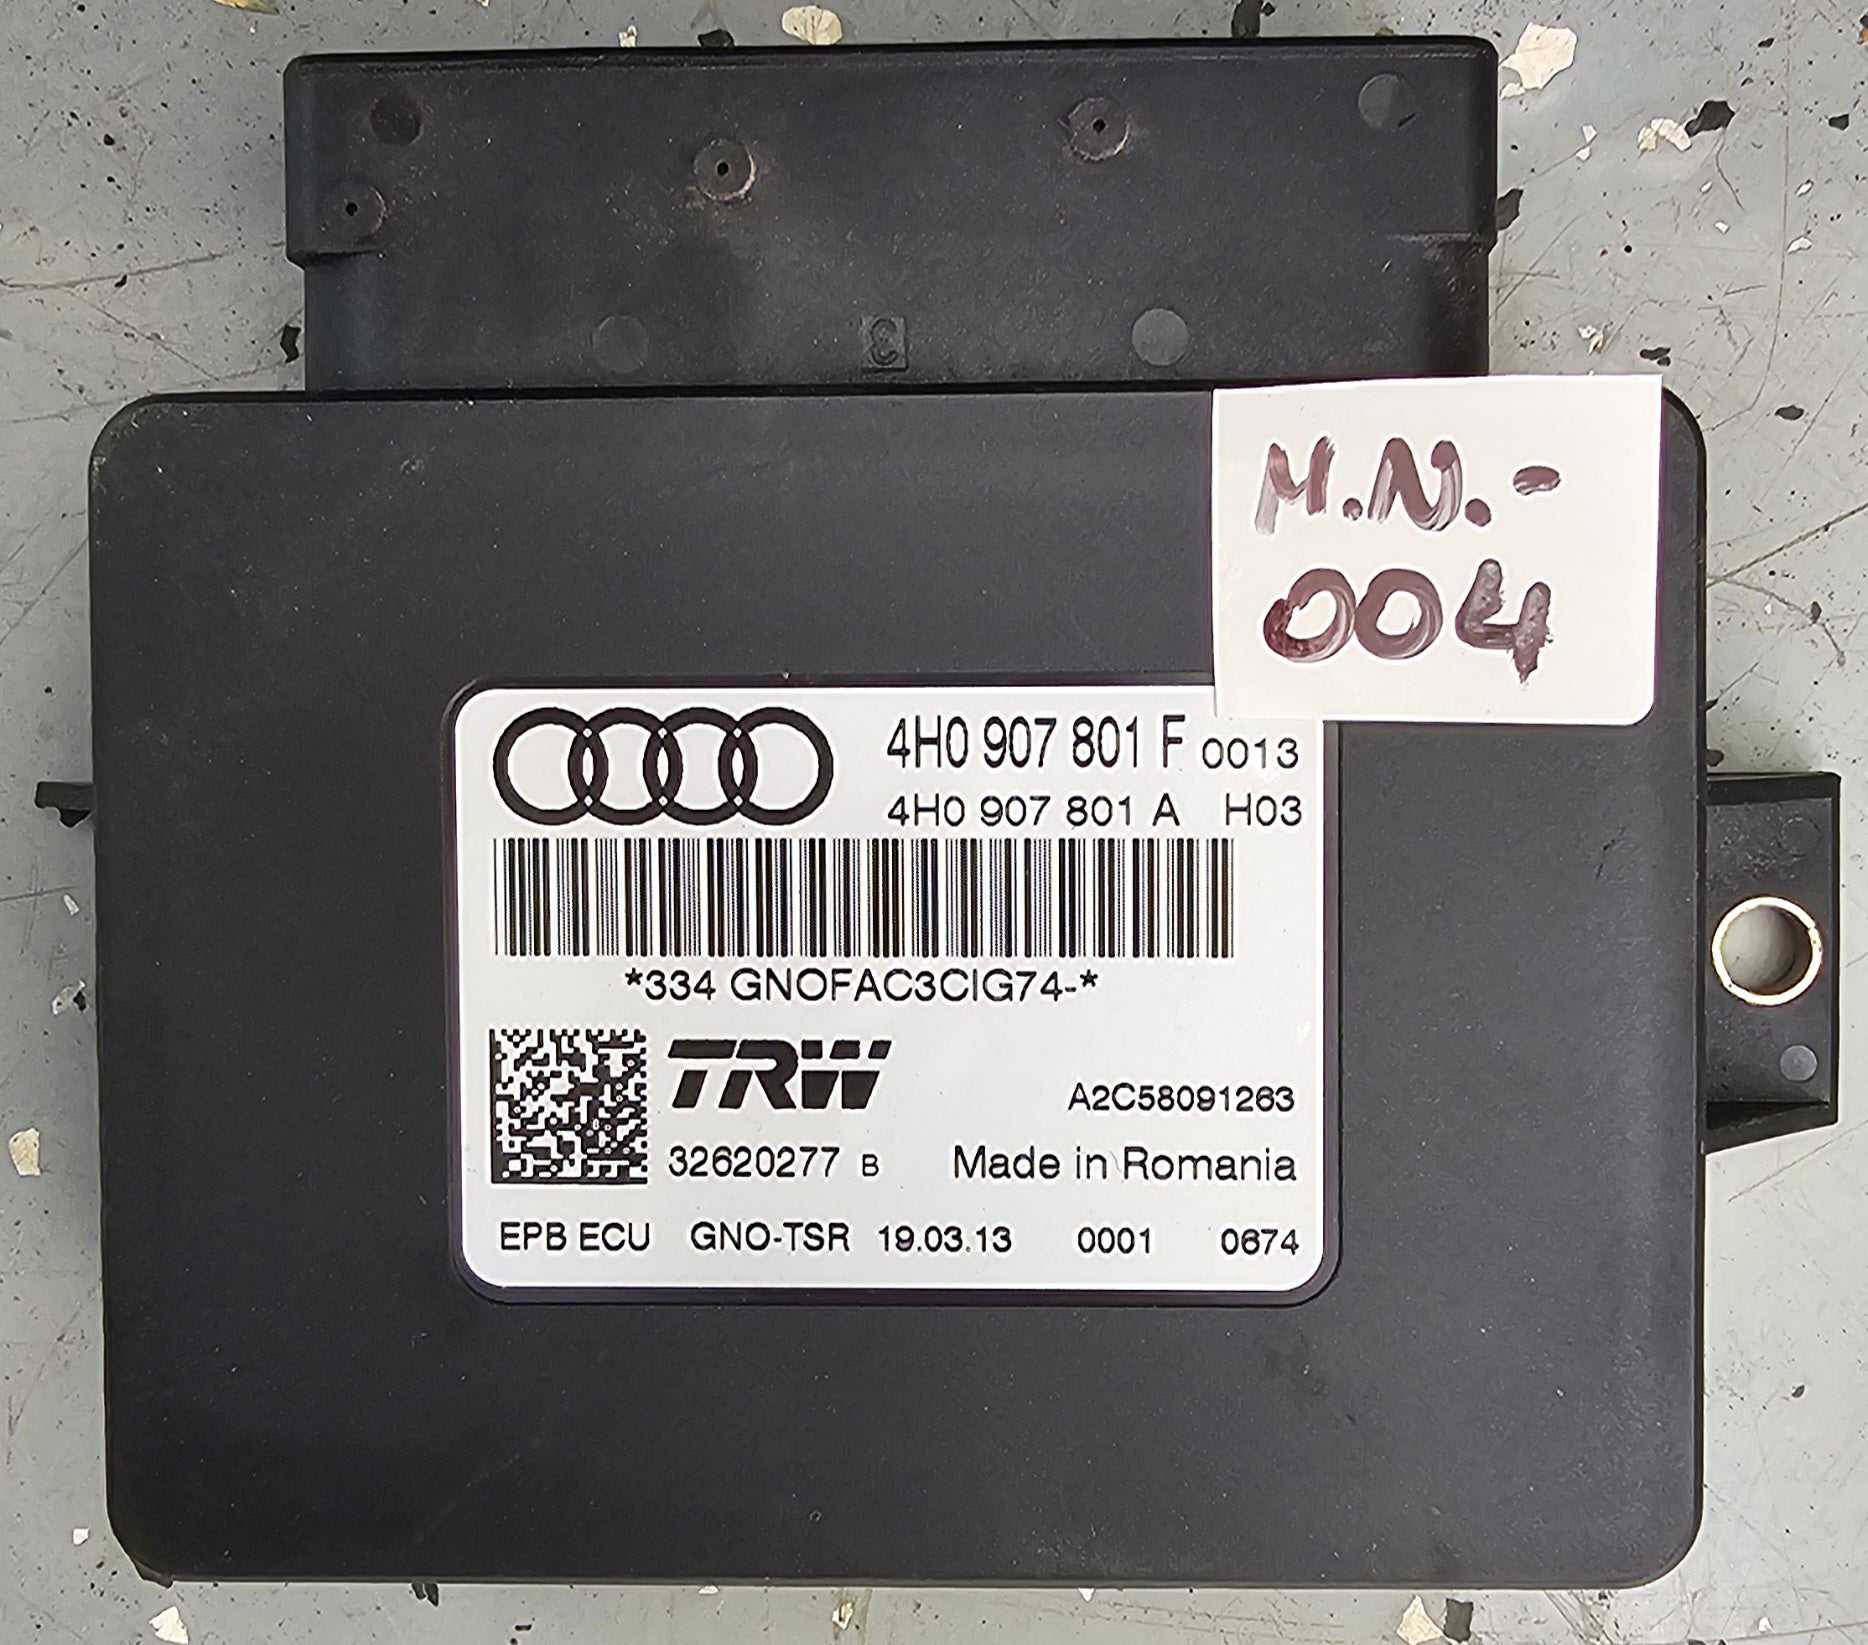 3
M.N.-
004
4H0 907 801 F 0013
4H0 907 801 A H03
*334 GNOFAC3CIG74-*
TRW
A2C58091263
32620277 B Made in Romania
EPB ECU GNO-TSR 19.03.13 0001 0674